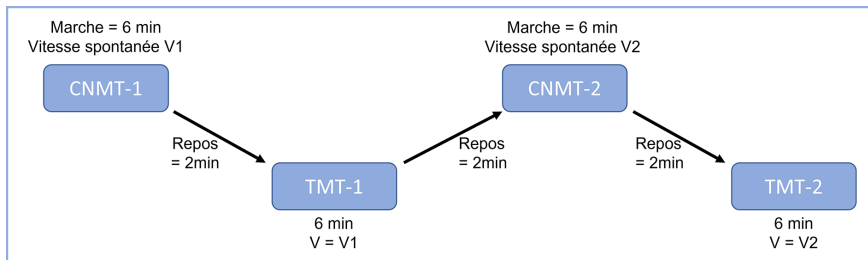 Marche = 6 min
Vitesse spontanée V1
CNMT-1
Repos
= 2min
TMT-1
6 min
V = V1
Repos
= 2min
Marche = 6 min
Vitesse spontanée V2
CNMT-2
Repos
= 2min
TMT-2
6 min
V = V2